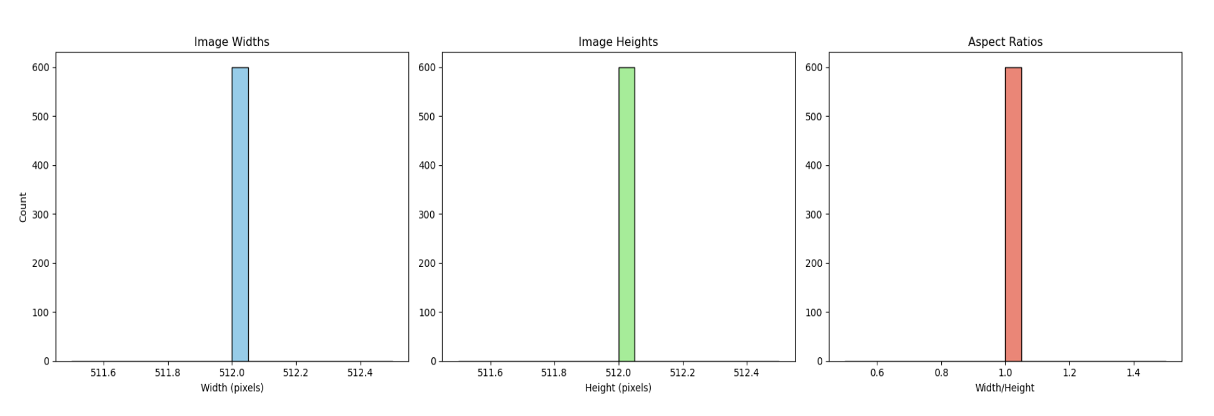 Image Widths
Count
600
500
400
300
200
100
0
511.6 511.8 512.0 512.2 512.4
Width (pixels)
Image Heights
600
500
400
300
200
100
0
511.6 511.8 512.0 512.2 512.4
Height (pixels)
Aspect Ratios
600
500
400
300
200
100
0
0.6 0.8 1.0 1.2 1.4
Width/Height